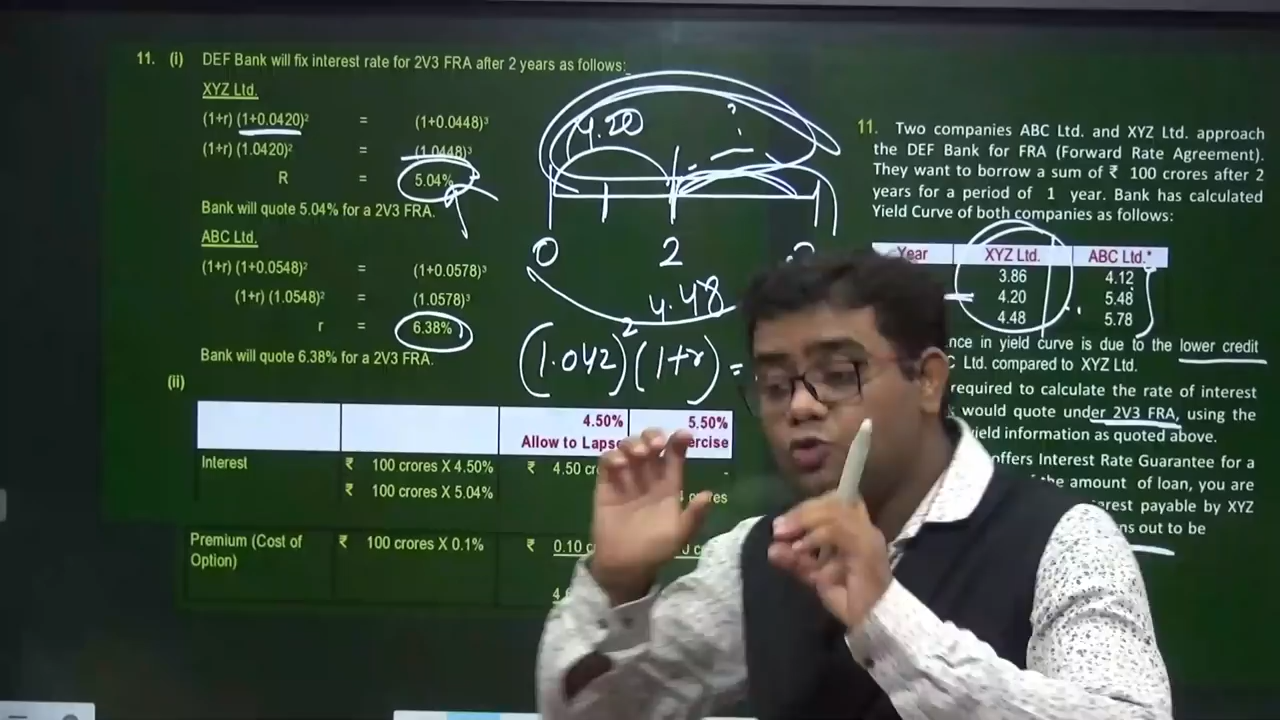 11. (i) DEF Bank will fix interest rate for 2V3 FRA after 2 years as follows:
XYZ Ltd.
(1+r) (1+0.0420)² = (1+0.0448)³
(1+r) (1.0420)² = (1.0448)³
R = 5.04%
Bank will quote 5.04% for a 2V3 FRA.
ABC Ltd.
(1+r) (1+0.0548)² = (1+0.0578)³
(1+r) (1.0548)² = (1.0578)³
r = 6.38%
Bank will quote 6.38% for a 2V3 FRA.
(ii)
4.50% 5.50%
Allow to Lapse
Interest ₹ 100 crores X 4.50% ₹ 4.50 -
₹ 100 crores X 5.04%
Premium (Cost of ₹ 100 crores X 0.1% ₹ 0.10
Option)
4.20 ?
0 2
4.48
(1.042)² (1+r) =
11. Two companies ABC Ltd. and XYZ Ltd. approach
the DEF Bank for FRA (Forward Rate Agreement).
They want to borrow a sum of ₹ 100 crores after 2
years for a period of 1 year. Bank has calculated
Yield Curve of both companies as follows:
Year XYZ Ltd. ABC Ltd.*
3.86 4.12
4.20 5.48
4.48 5.78
in yield curve is due to the lower credit
Ltd. compared to XYZ Ltd.
required to calculate the rate of interest
would quote under 2V3 FRA, using the
information as quoted above.
offers Interest Rate Guarantee for a
the amount of loan, you are
payable by XYZ
out to be